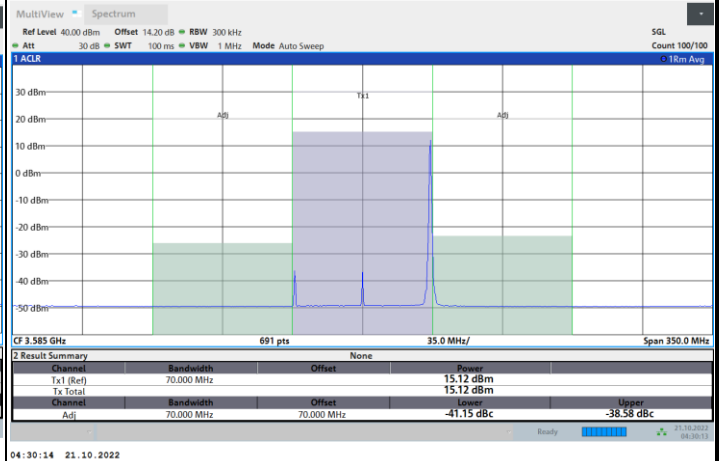 MultiView Spectrum
Ref Level 40.00 dBm Offset 14.20 dB RBW 300 kHz SGL
Att 30 dB SWT 100 ms VBW 1 MHz Mode Auto Sweep Count 100/100
1 ACLR 1Rm Avg
30 dBm
Tx1
20 dBm
Adj Adj
10 dBm
0 dBm
-10 dBm
-20 dBm
-30 dBm
-40 dBm
-50 dBm
CF 3.585 GHz 691 pts 35.0 MHz/ Span 350.0 MHz
2 Result Summary None
Channel Bandwidth Offset Power
Tx1 (Ref) 70.000 MHz 15.12 dBm
Tx Total 15.12 dBm
Channel Bandwidth Offset Lower Upper
Adj 70.000 MHz 70.000 MHz -41.15 dBc -38.58 dBc
Ready 21.10.2022
04:30:13
04:30:14 21.10.2022